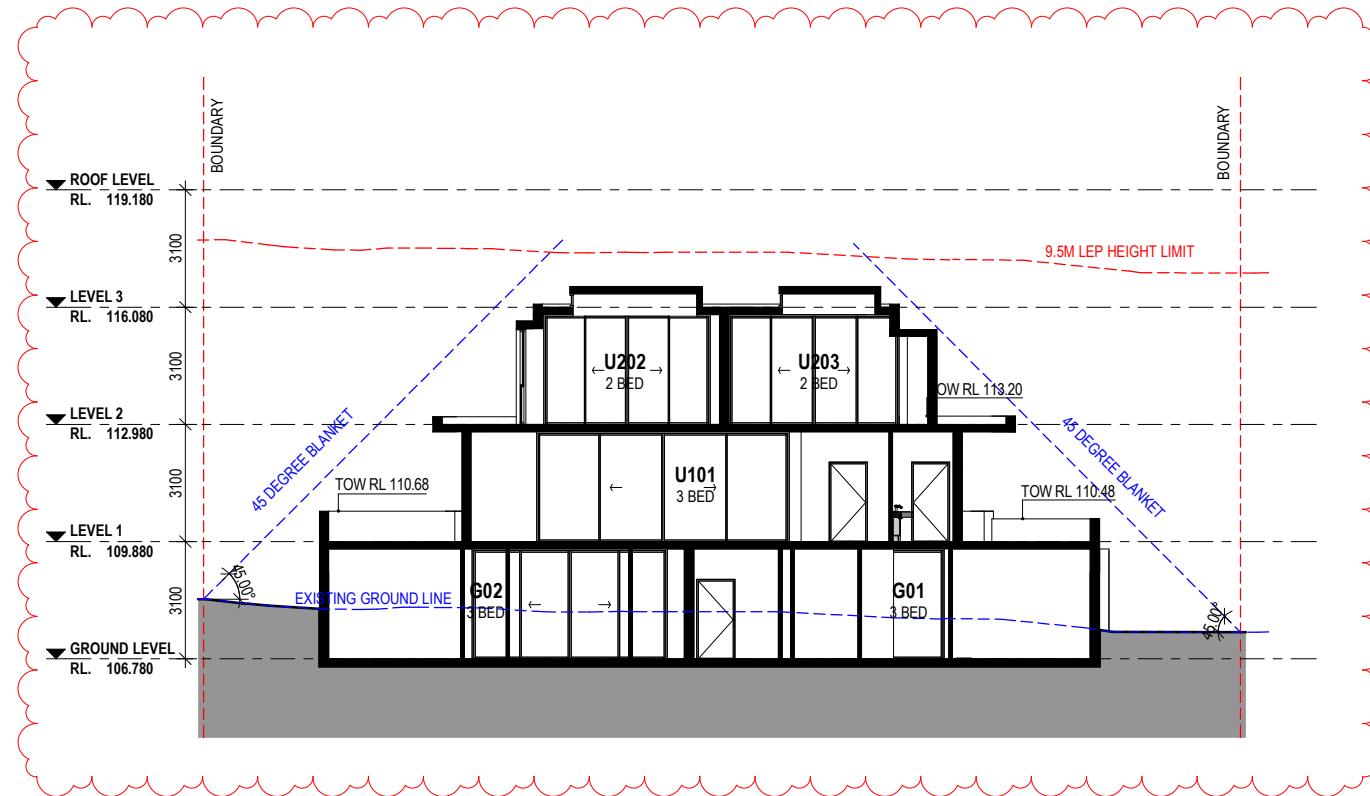 BOUNDARY
BOUNDARY
ROOF LEVEL
RL. 119.180
3100
9.5M LEP HEIGHT LIMIT
LEVEL 3
RL. 116.080
3100
U202
2 BED
U203
2 BED
OW RL 113.20
LEVEL 2
RL. 112.980
45 DEGREE BLANKET
45 DEGREE BLANKET
3100
U101
3 BED
TOW RL 110.68
TOW RL 110.48
LEVEL 1
RL. 109.880
3100
45.00°
EXISTING GROUND LINE
G02
3 BED
G01
3 BED
45.00°
GROUND LEVEL
RL. 106.780